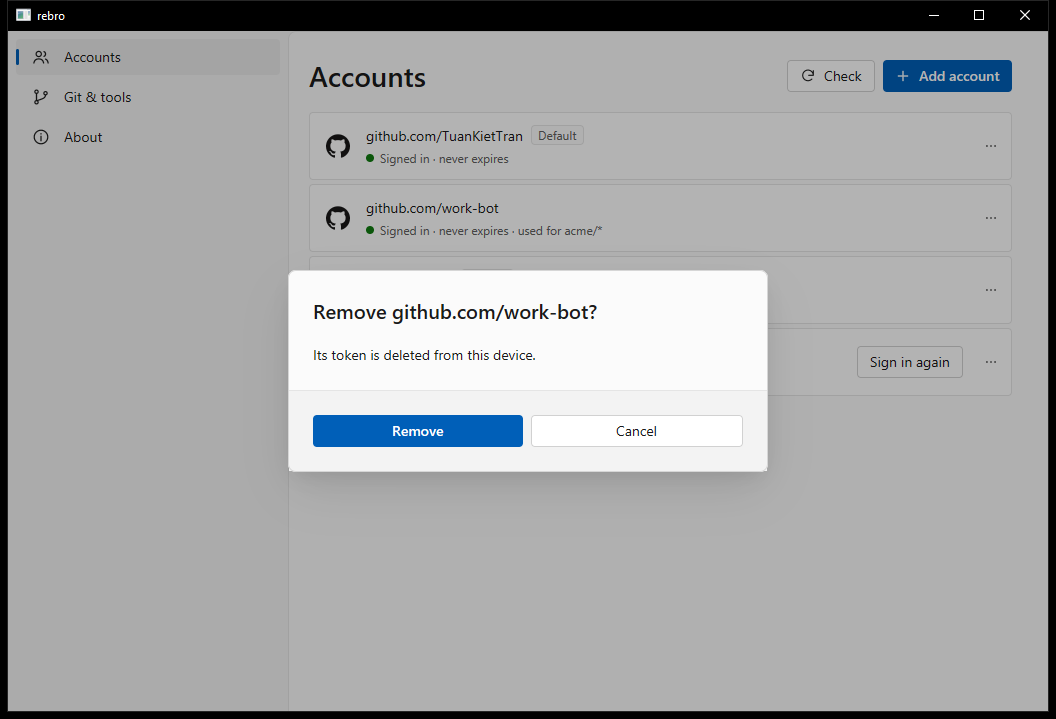 rebro
Accounts
Git & tools
About
Accounts
Check
Add account
github.com/TuanKietTran Default
Signed in · never expires
github.com/work-bot
Signed in · never expires · used for acme/*
Remove github.com/work-bot?
Its token is deleted from this device.
Sign in again
Remove
Cancel